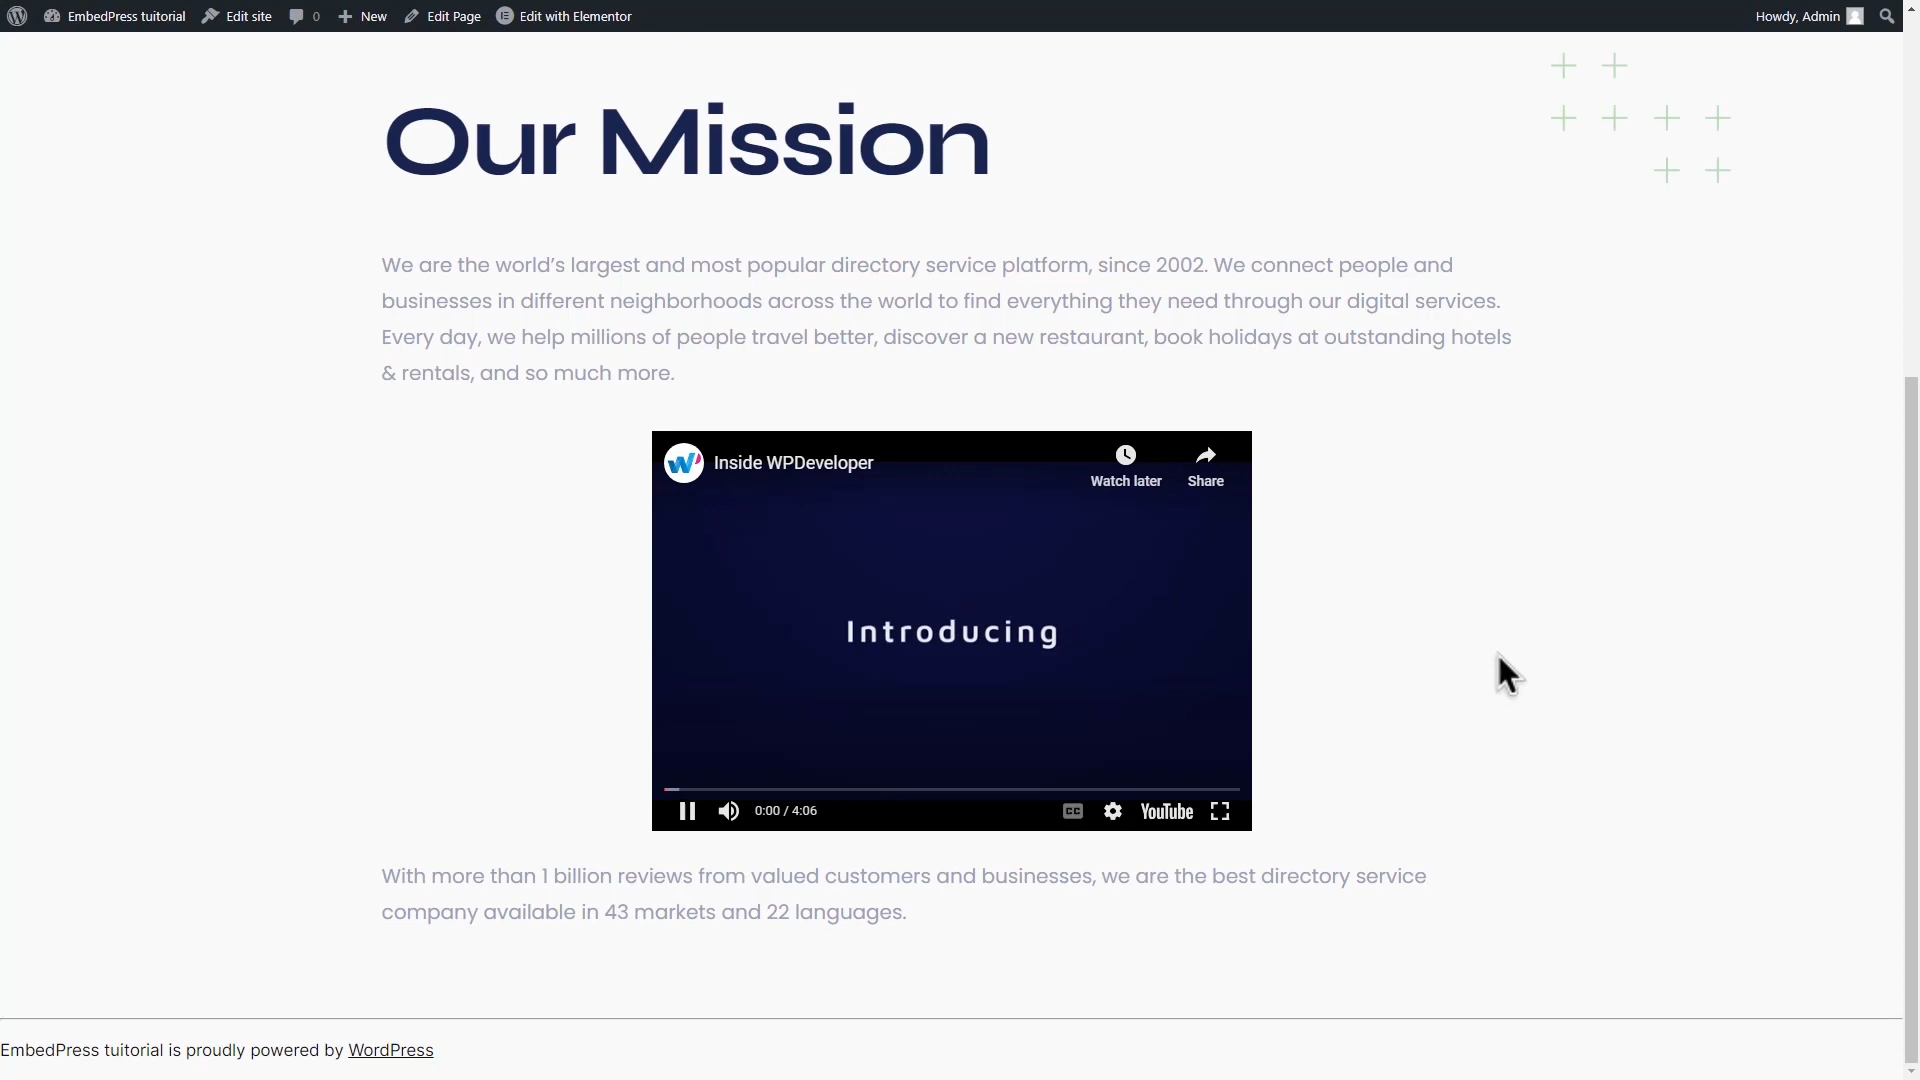 EmbedPress tuitorial Edit site 0 New Edit Page Edit with Elementor Howdy, Admin
Our Mission
We are the world’s largest and most popular directory service platform, since 2002. We connect people and
businesses in different neighborhoods across the world to find everything they need through our digital services.
Every day, we help millions of people travel better, discover a new restaurant, book holidays at outstanding hotels
& rentals, and so much more.
Inside WPDeveloper
Watch later Share
Introducing
0:00 / 4:06 CC YouTube
With more than 1 billion reviews from valued customers and businesses, we are the best directory service
company available in 43 markets and 22 languages.
EmbedPress tuitorial is proudly powered by WordPress